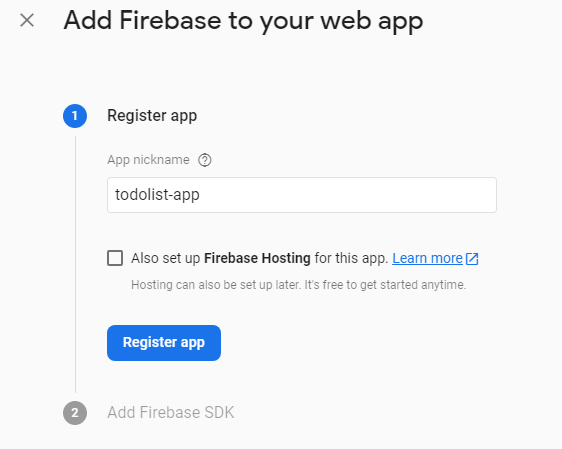 Add Firebase to your web app
1
Register app
App nickname
todolist-app
Also set up Firebase Hosting for this app. Learn more
Hosting can also be set up later. It's free to get started anytime.
Register app
2
Add Firebase SDK